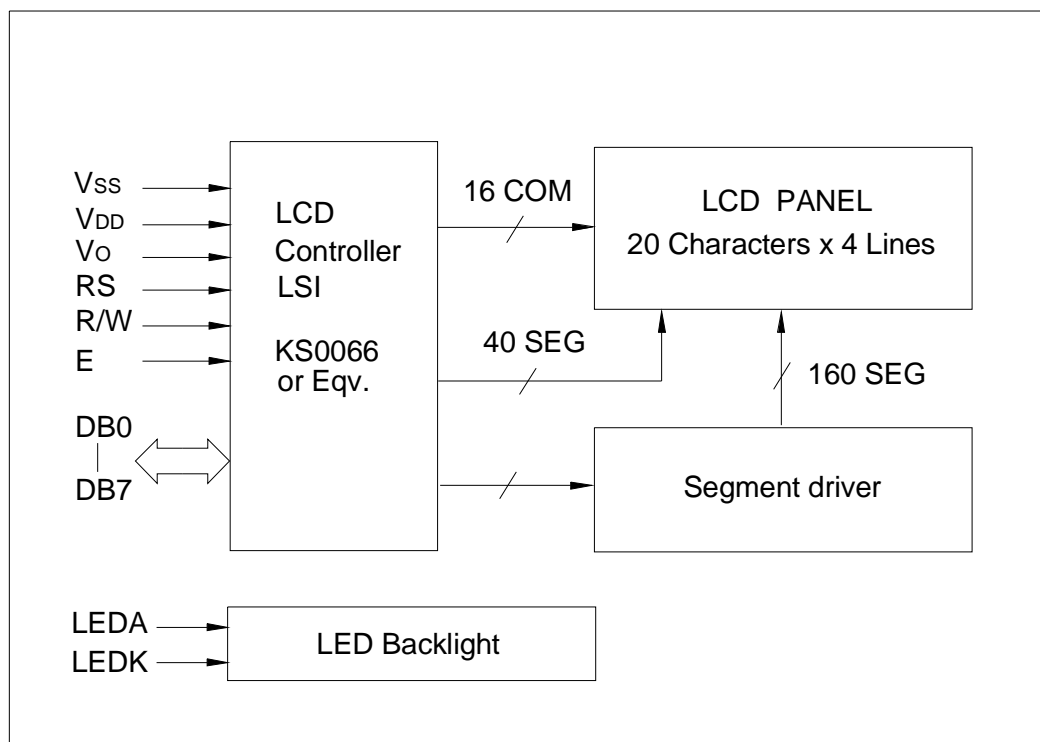 VSS
VDD
VO
RS
R/W
E
DB0
DB7
LCD
Controller
LSI
KS0066
or Eqv.
16 COM
40 SEG
LCD PANEL
20 Characters x 4 Lines
160 SEG
Segment driver
LEDA
LEDK
LED Backlight